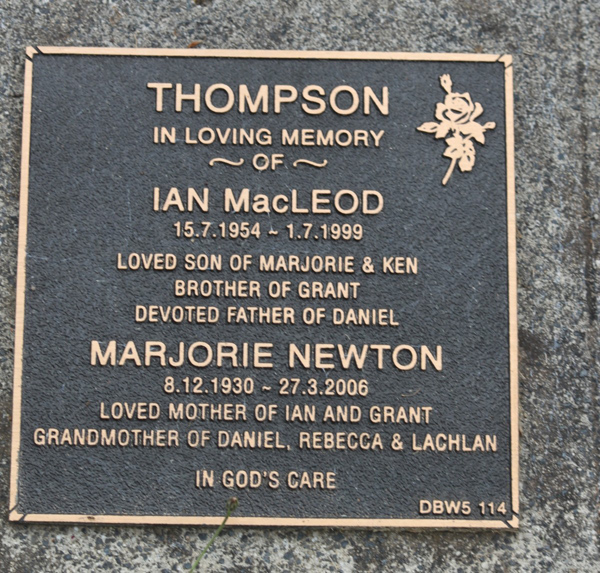 THOMPSON
IN LOVING MEMORY
~ OF ~
IAN MacLEOD
15.7.1954 ~ 1.7.1999
LOVED SON OF MARJORIE & KEN
BROTHER OF GRANT
DEVOTED FATHER OF DANIEL
MARJORIE NEWTON
8.12.1930 ~ 27.3.2006
LOVED MOTHER OF IAN AND GRANT
GRANDMOTHER OF DANIEL, REBECCA & LACHLAN
IN GOD'S CARE
DBW5 114